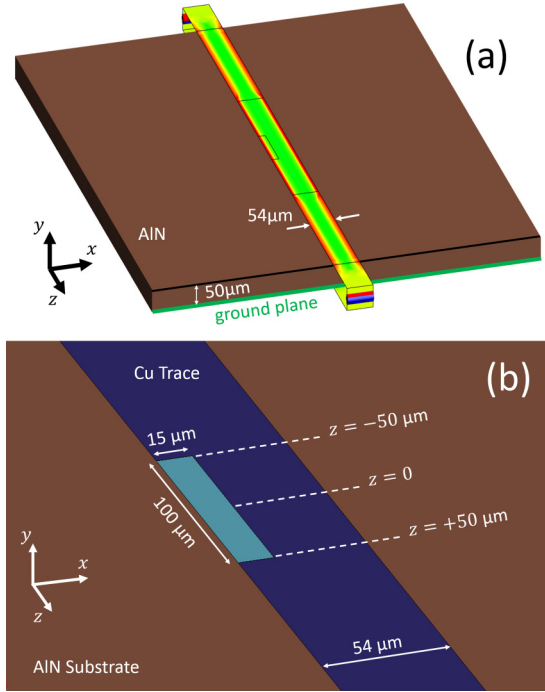 (a)
54μm
AlN
y
x
z
50μm
ground plane
(b)
Cu Trace
15 μm
z = −50 μm
z = 0
100 μm
z = +50 μm
y
x
z
54 μm
AlN Substrate